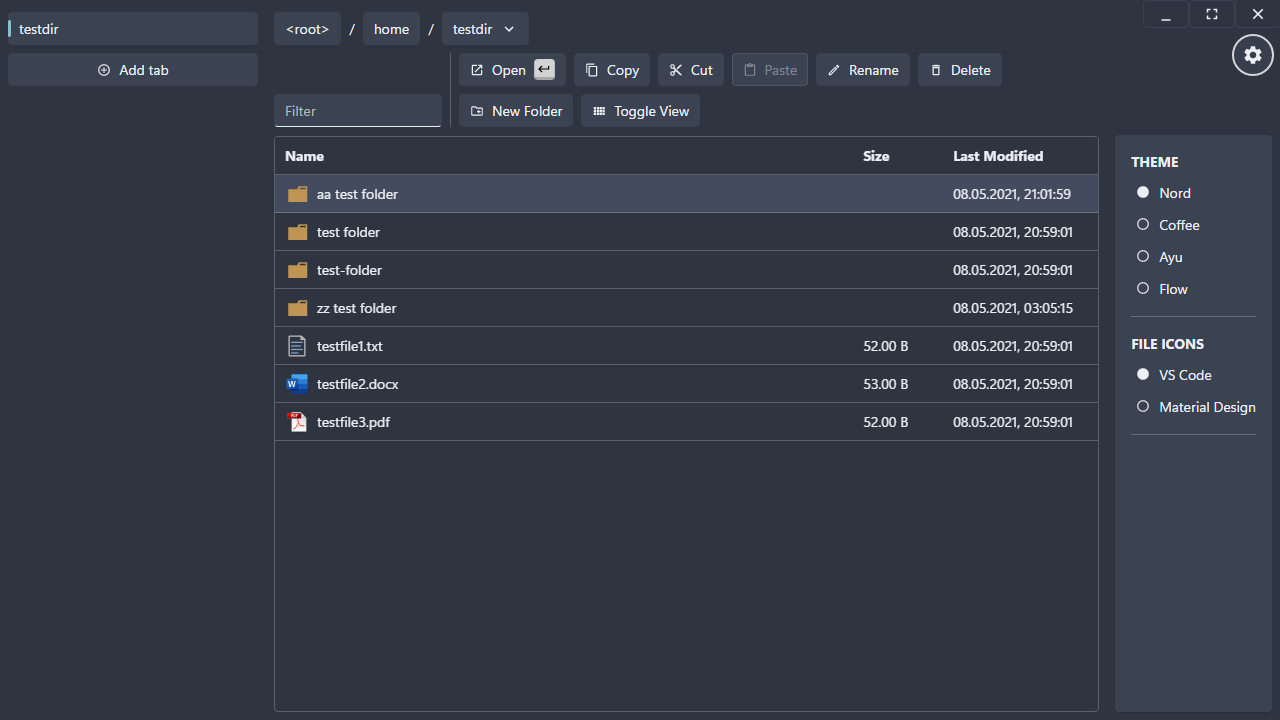 testdir
<root> / home / testdir
Add tab
Open Copy Cut Paste Rename Delete
Filter
New Folder Toggle View
Name Size Last Modified
aa test folder 08.05.2021, 21:01:59
test folder 08.05.2021, 20:59:01
test-folder 08.05.2021, 20:59:01
zz test folder 08.05.2021, 03:05:15
testfile1.txt 52.00 B 08.05.2021, 20:59:01
testfile2.docx 53.00 B 08.05.2021, 20:59:01
testfile3.pdf 52.00 B 08.05.2021, 20:59:01
THEME
Nord
Coffee
Ayu
Flow
FILE ICONS
VS Code
Material Design